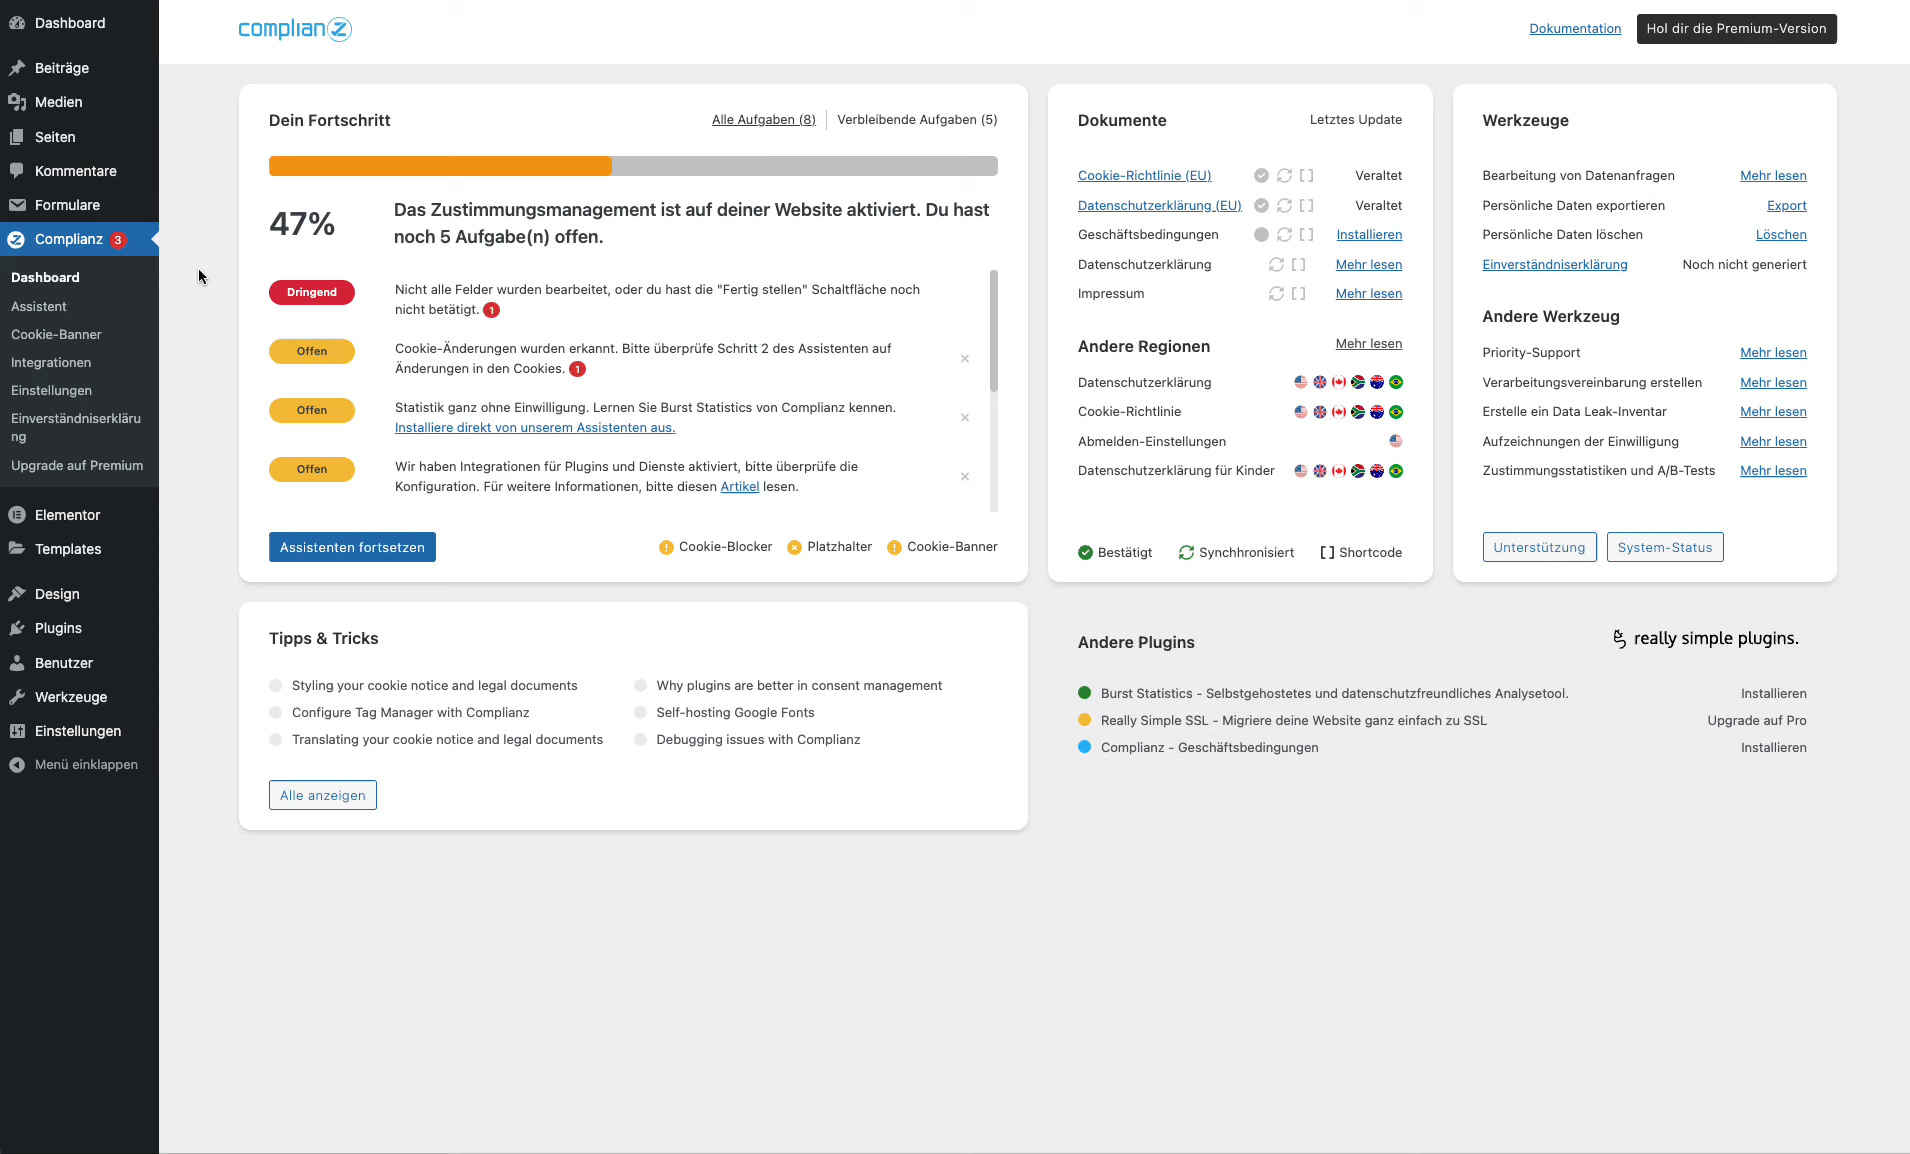 Dashboard
Beiträge
Medien
Seiten
Kommentare
Formulare
Complianz 3
Dashboard
Assistent
Cookie-Banner
Integrationen
Einstellungen
Einverständniserkläru
ng
Upgrade auf Premium
Elementor
Templates
Design
Plugins
Benutzer
Werkzeuge
Einstellungen
Menü einklappen
complianz
Dokumentation
Hol dir die Premium-Version
Dein Fortschritt
Alle Aufgaben (8)
Verbleibende Aufgaben (5)
47%
Das Zustimmungsmanagement ist auf deiner Website aktiviert. Du hast
noch 5 Aufgabe(n) offen.
Dringend
Nicht alle Felder wurden bearbeitet, oder du hast die "Fertig stellen" Schaltfläche noch
nicht betätigt. 1
Offen
Cookie-Änderungen wurden erkannt. Bitte überprüfe Schritt 2 des Assistenten auf
Änderungen in den Cookies. 1
Offen
Statistik ganz ohne Einwilligung. Lernen Sie Burst Statistics von Complianz kennen.
Installiere direkt von unserem Assistenten aus.
Offen
Wir haben Integrationen für Plugins und Dienste aktiviert, bitte überprüfe die
Konfiguration. Für weitere Informationen, bitte diesen Artikel lesen.
Assistenten fortsetzen
Cookie-Blocker
Platzhalter
Cookie-Banner
Dokumente
Letztes Update
Cookie-Richtlinie (EU) Veraltet
Datenschutzerklärung (EU) Veraltet
Geschäftsbedingungen Installieren
Datenschutzerklärung Mehr lesen
Impressum Mehr lesen
Andere Regionen Mehr lesen
Datenschutzerklärung
Cookie-Richtlinie
Abmelden-Einstellungen
Datenschutzerklärung für Kinder
Bestätigt
Synchhronisiert
Shortcode
Werkzeuge
Bearbeitung von Datenanfragen Mehr lesen
Persönliche Daten exportieren Export
Persönliche Daten löschen Löschen
Einverständniserklärung Noch nicht generiert
Andere Werkzeug
Priority-Support Mehr lesen
Verarbeitungsvereinbarung erstellen Mehr lesen
Erstelle ein Data Leak-Inventar Mehr lesen
Aufzeichnungen der Einwilligung Mehr lesen
Zustimmungsstatistiken und A/B-Tests Mehr lesen
Unterstützung
System-Status
Tipps & Tricks
Styling your cookie notice and legal documents
Configure Tag Manager with Complianz
Translating your cookie notice and legal documents
Why plugins are better in consent management
Self-hosting Google Fonts
Debugging issues with Complianz
Alle anzeigen
Andere Plugins
really simple plugins.
Burst Statistics - Selbstgehostetes und datenschutzfreundliches Analysetool. Installieren
Really Simple SSL - Migriere deine Website ganz einfach zu SSL Upgrade auf Pro
Complianz - Geschäftsbedingungen Installieren